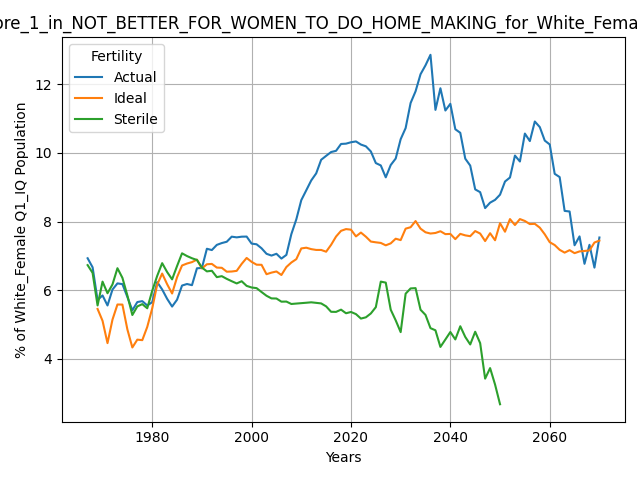 ore_1_in_NOT_BETTER_FOR_WOMEN_TO_DO_HOME_MAKING_for_White_Fema
Fertility
Actual
Ideal
Sterile
% of White_Female Q1_IQ Population
12
10
8
6
4
1980 2000 2020 2040 2060
Years